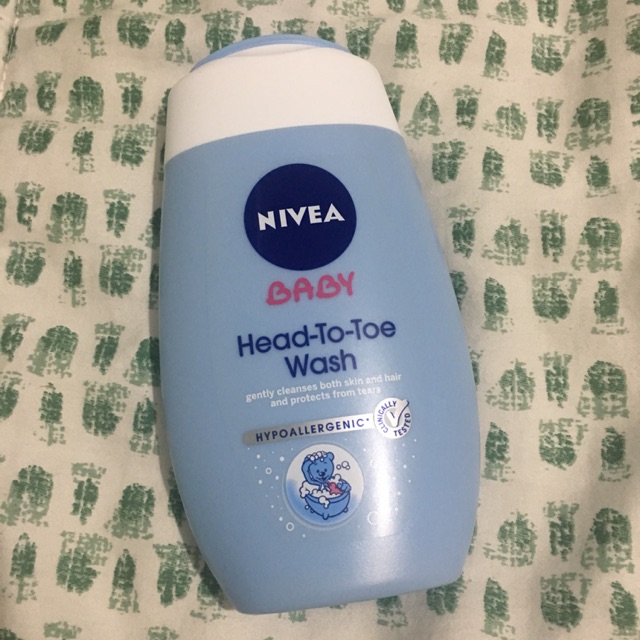 NIVEA
BABY
Head-To-Toe
Wash
gently cleanses both skin and hair
and protects from tears
HYPOALLERGENIC*
CLINICALLY
TESTED